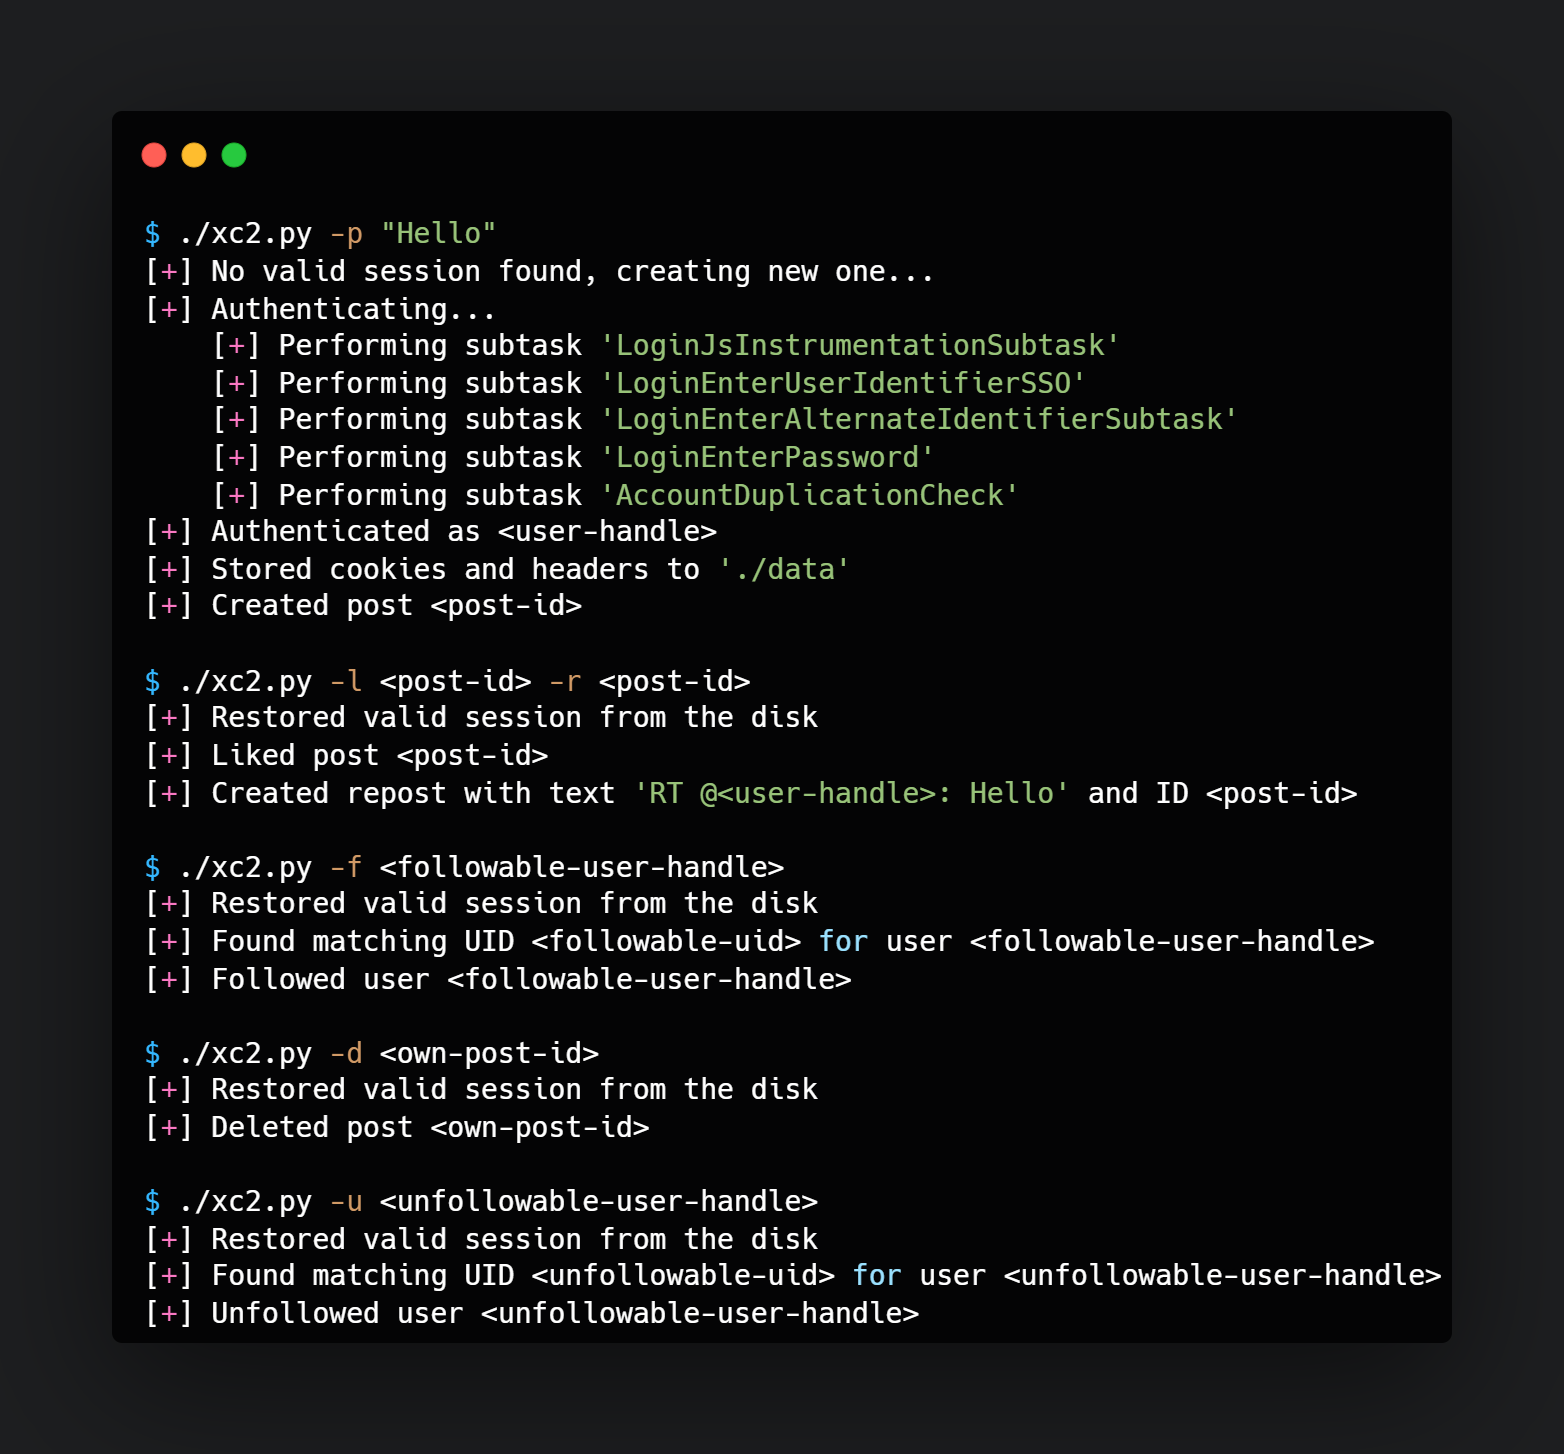 $ ./xc2.py -p "Hello"
[+] No valid session found, creating new one...
[+] Authenticating...
[+] Performing subtask 'LoginJsInstrumentationSubtask'
[+] Performing subtask 'LoginEnterUserIdentifierSSO'
[+] Performing subtask 'LoginEnterAlternateIdentifierSubtask'
[+] Performing subtask 'LoginEnterPassword'
[+] Performing subtask 'AccountDuplicationCheck'
[+] Authenticated as <user-handle>
[+] Stored cookies and headers to './data'
[+] Created post <post-id>
$ ./xc2.py -l <post-id> -r <post-id>
[+] Restored valid session from the disk
[+] Liked post <post-id>
[+] Created repost with text 'RT @<user-handle>: Hello' and ID <post-id>
$ ./xc2.py -f <followable-user-handle>
[+] Restored valid session from the disk
[+] Found matching UID <followable-uid> for user <followable-user-handle>
[+] Followed user <followable-user-handle>
$ ./xc2.py -d <own-post-id>
[+] Restored valid session from the disk
[+] Deleted post <own-post-id>
$ ./xc2.py -u <unfollowable-user-handle>
[+] Restored valid session from the disk
[+] Found matching UID <unfollowable-uid> for user <unfollowable-user-handle>
[+] Unfollowed user <unfollowable-user-handle>